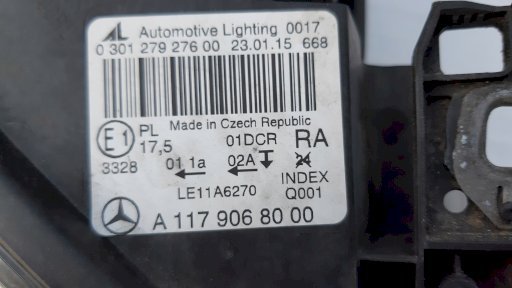 AL Automotive Lighting 0017
0 301 279 276 00 23.01.15 668
Made in Czech Republic
E1 PL 01DCR RA
17,5
3328 01 1a 02A
LE11A6270 INDEX
Q001
A 117 906 80 00